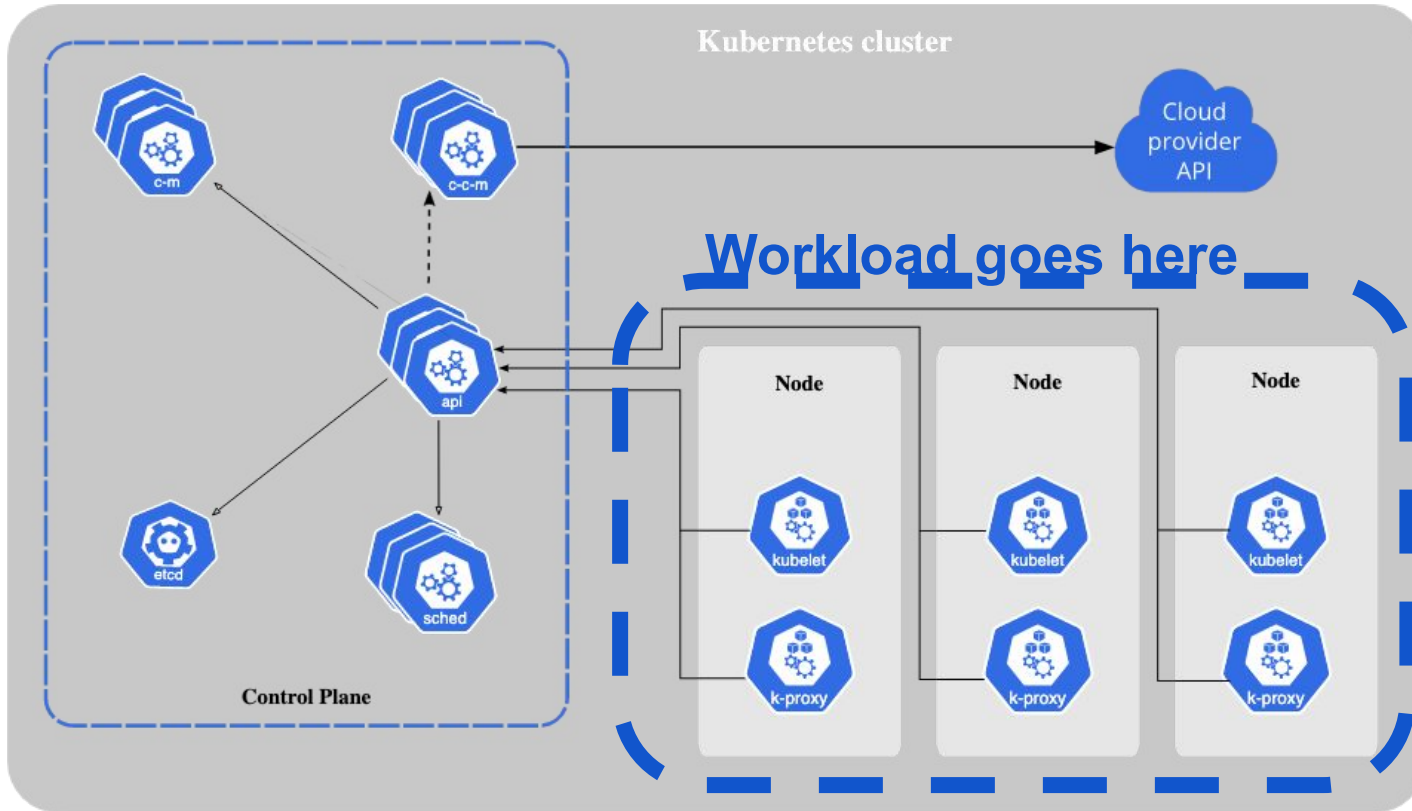 Kubernetes cluster
c-m
c-c-m
Cloud
provider
API
Workload goes here
api
Node
Node
Node
etcd
sched
kubelet
kubelet
kubelet
k-proxy
k-proxy
k-proxy
Control Plane